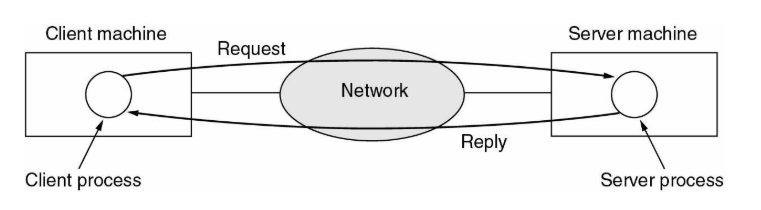 Client machine
Server machine
Request
Network
Reply
Client process
Server process